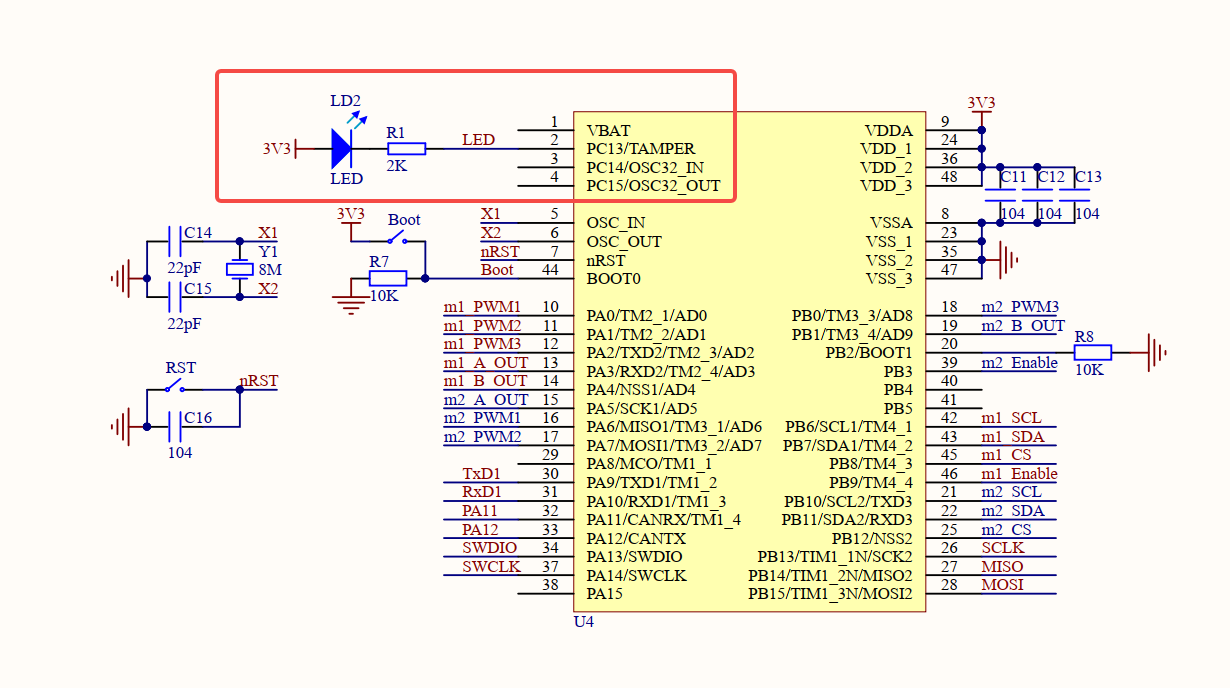 LD2
3V3
LED
R1
2K
LED
1
VBAT
2
PC13/TAMPER
3
PC14/OSC32_IN
4
PC15/OSC32_OUT
VDDA
9
VDD_1
24
VDD_2
36
VDD_3
48
3V3
C11
C12
C13
104
104
104
3V3
Boot
R7
10K
X1
5
OSC_IN
X2
6
OSC_OUT
nRST
7
nRST
Boot
44
BOOT0
VSSA
8
VSS_1
23
VSS_2
35
VSS_3
47
C14
22pF
X1
Y1
8M
C15
X2
22pF
RST
nRST
C16
104
m1_PWM1
10
PA0/TM2_1/AD0
m1_PWM2
11
PA1/TM2_2/AD1
m1_PWM3
12
PA2/TXD2/TM2_3/AD2
m1_A_OUT
13
PA3/RXD2/TM2_4/AD3
m1_B_OUT
14
PA4/NSS1/AD4
m2_A_OUT
15
PA5/SCK1/AD5
m2_PWM1
16
PA6/MISO1/TM3_1/AD6
m2_PWM2
17
PA7/MOSI1/TM3_2/AD7
29
PA8/MCO/TM1_1
TxD1
30
PA9/TXD1/TM1_2
RxD1
31
PA10/RXD1/TM1_3
PA11
32
PA11/CANRX/TM1_4
PA12
33
PA12/CANTX
SWDIO
34
PA13/SWDIO
SWCLK
37
PA14/SWCLK
38
PA15
PB0/TM3_3/AD8
18
m2_PWM3
PB1/TM3_4/AD9
19
m2_B_OUT
PB2/BOOT1
20
R8
10K
PB3
39
m2_Enable
PB4
40
PB5
41
PB6/SCL1/TM4_1
42
m1_SCL
PB7/SDA1/TM4_2
43
m1_SDA
PB8/TM4_3
45
m1_CS
PB9/TM4_4
46
m1_Enable
PB10/SCL2/TXD3
21
m2_SCL
PB11/SDA2/RXD3
22
m2_SDA
PB12/NSS2
25
m2_CS
PB13/TIM1_1N/SCK2
26
SCLK
PB14/TIM1_2N/MISO2
27
MISO
PB15/TIM1_3N/MOSI2
28
MOSI
U4